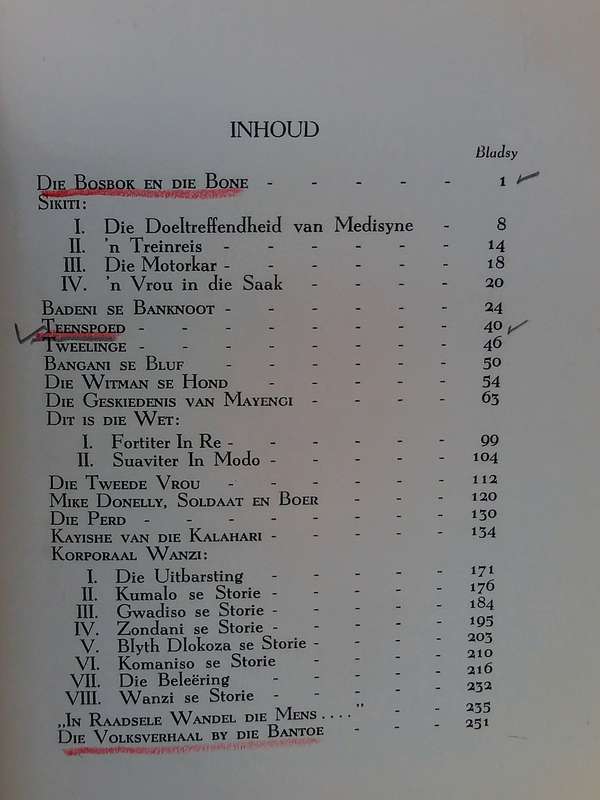 INHOUD
Bladsy
DIE BOSBOK EN DIE BONE - - - - - 1
SIKITI:
I. Die Doeltreffendheid van Medisyne - 8
II. 'n Treinreis - - - - - - 14
III. Die Motorkar - - - - - - 18
IV. 'n Vrou in die Saak - - - - 20
BADENI SE BANKNOOT - - - - - - 24
TEENSPOED - - - - - - - - 40
TWEELINGE - - - - - - - - 46
BANGANI SE BLUF - - - - - - 50
DIE WITMAN SE HOND - - - - - 54
DIE GESKIEDENIS VAN MAYENGI - - - - 63
DIT IS DIE WET:
I. Fortiter In Re - - - - - - 99
II. Suaviter In Modo - - - - - 104
DIE TWEEDE VROU - - - - - - 112
MIKE DONELLY, SOLDAAT EN BOER - - - 120
DIE PERD - - - - - - - - 130
KAYISHE VAN DIE KALAHARI - - - - - 134
KORPORAAL WANZI:
I. Die Uitbarsting - - - - - 171
II. Kumalo se Storie - - - - - 176
III. Gwadiso se Storie - - - - - 184
IV. Zondani se Storie - - - - - 195
V. Blyth Dlokoza se Storie - - - - 203
VI. Komaniso se Storie - - - - 210
VII. Die Beleëring - - - - - 216
VIII. Wanzi se Storie - - - - - 232
„IN RAADSELE WANDEL DIE MENS . . . . ” - - - 235
DIE VOLKSVERHAAL BY DIE BANTOE - - - 251